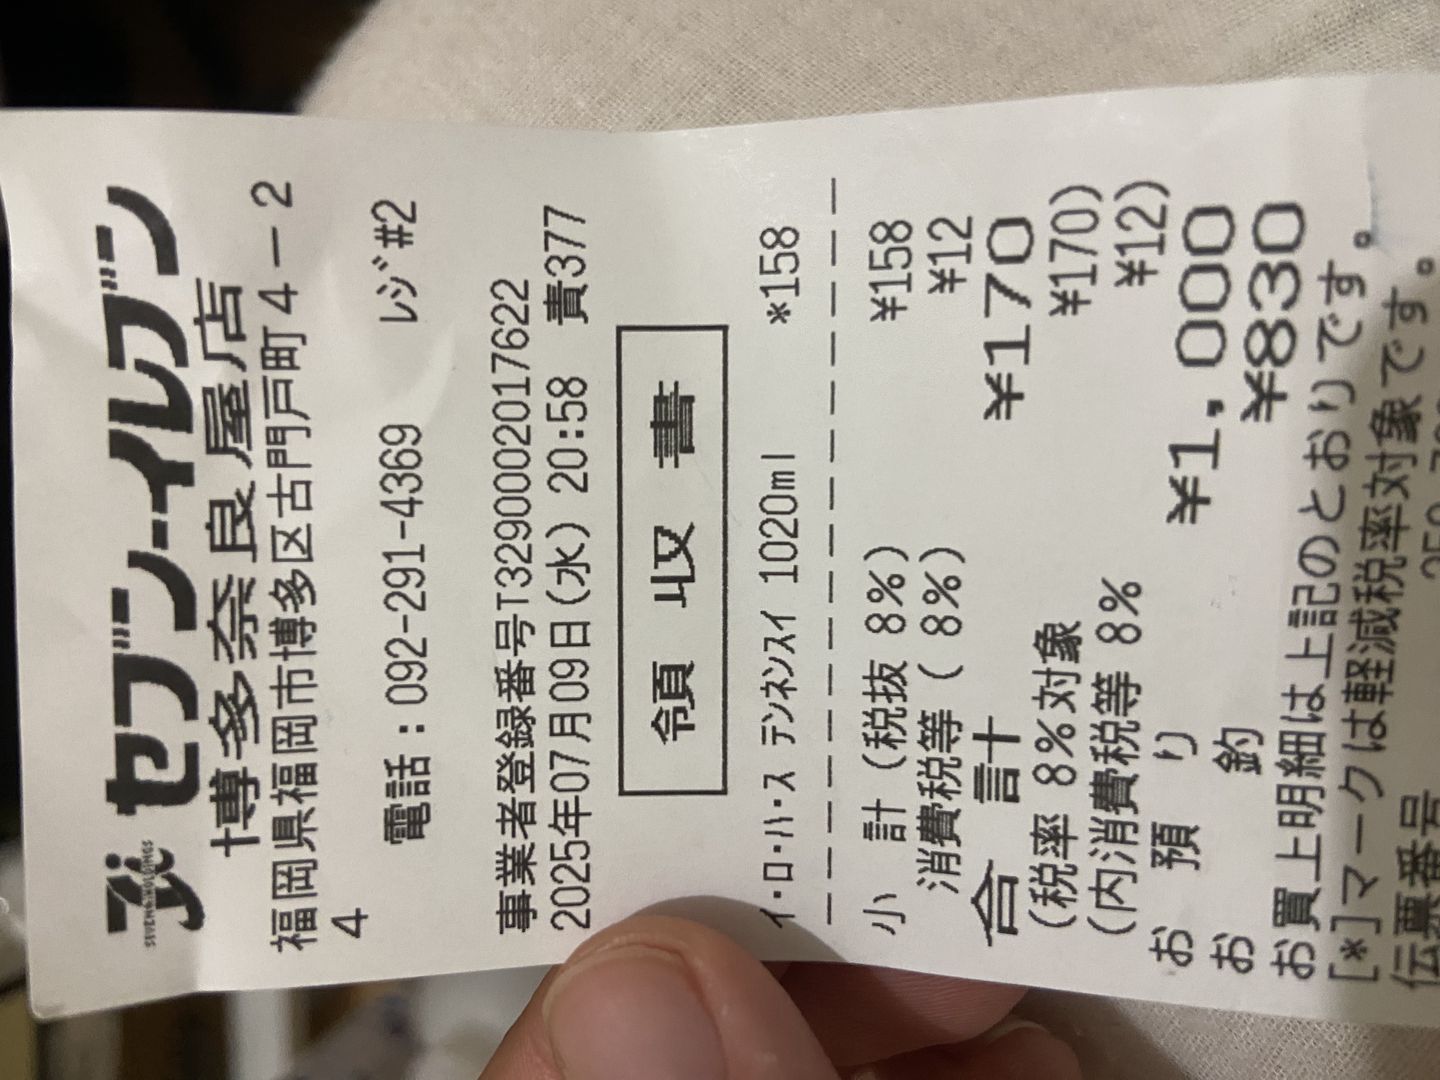 セブン-イレブン
SEVEN&i HOLDINGS
博多奈良屋店
福岡県福岡市博多区古門戸町4-2
4
電話:092-291-4369 レジ#2
事業者登録番号T3290002017622
2025年07月09日(水) 20:58 責377
領収書
イ・ロ・ハ・ス テンネンスイ 1020ml *158
小 計(税抜 8%) ¥158
消費税等( 8%) ¥12
合 計 ¥170
(税率 8%対象 ¥170)
(内消費税等 8% ¥12)
お 預 り ¥1,000
お 釣 ¥830
お買上明細は上記のとおりです。
[*]マークは軽減税率対象です。
伝票番号